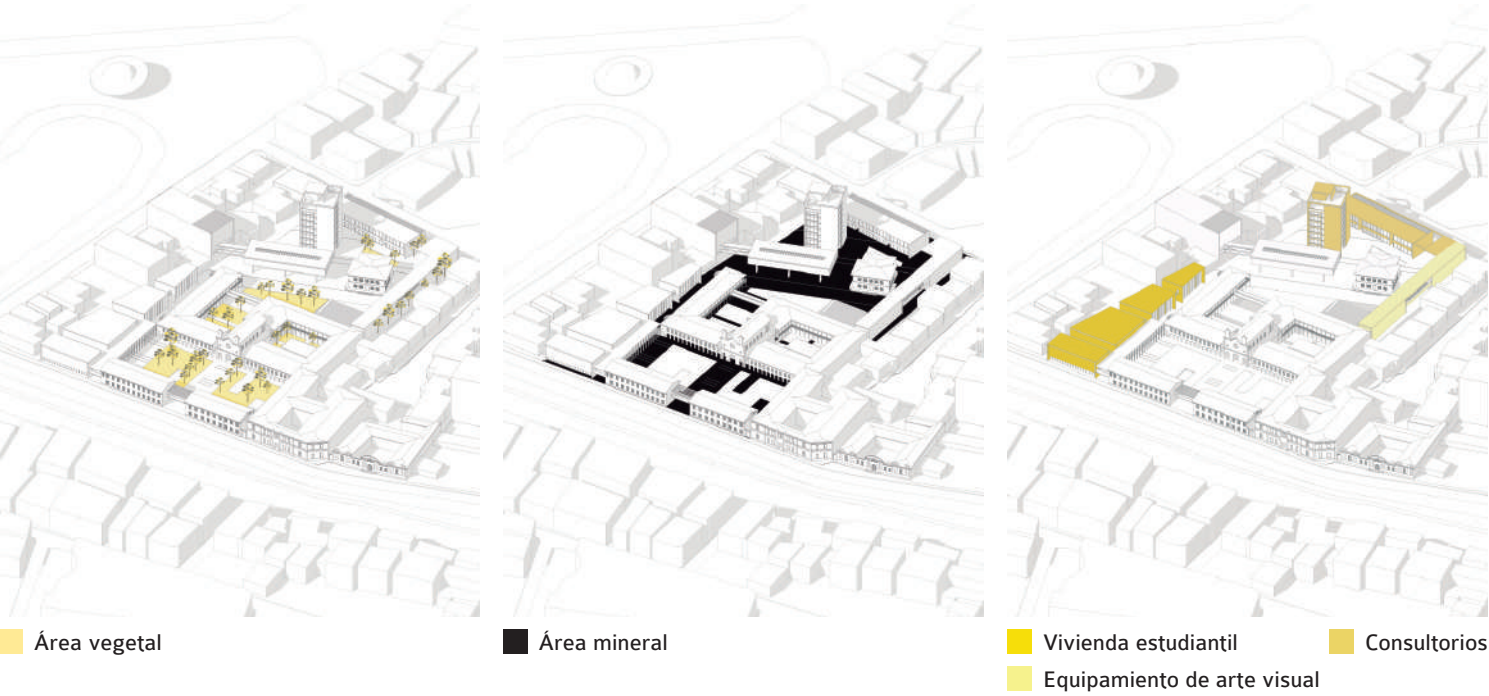 Área vegetal
Área mineral
Vivienda estudiantil
Consultorios
Equipamiento de arte visual